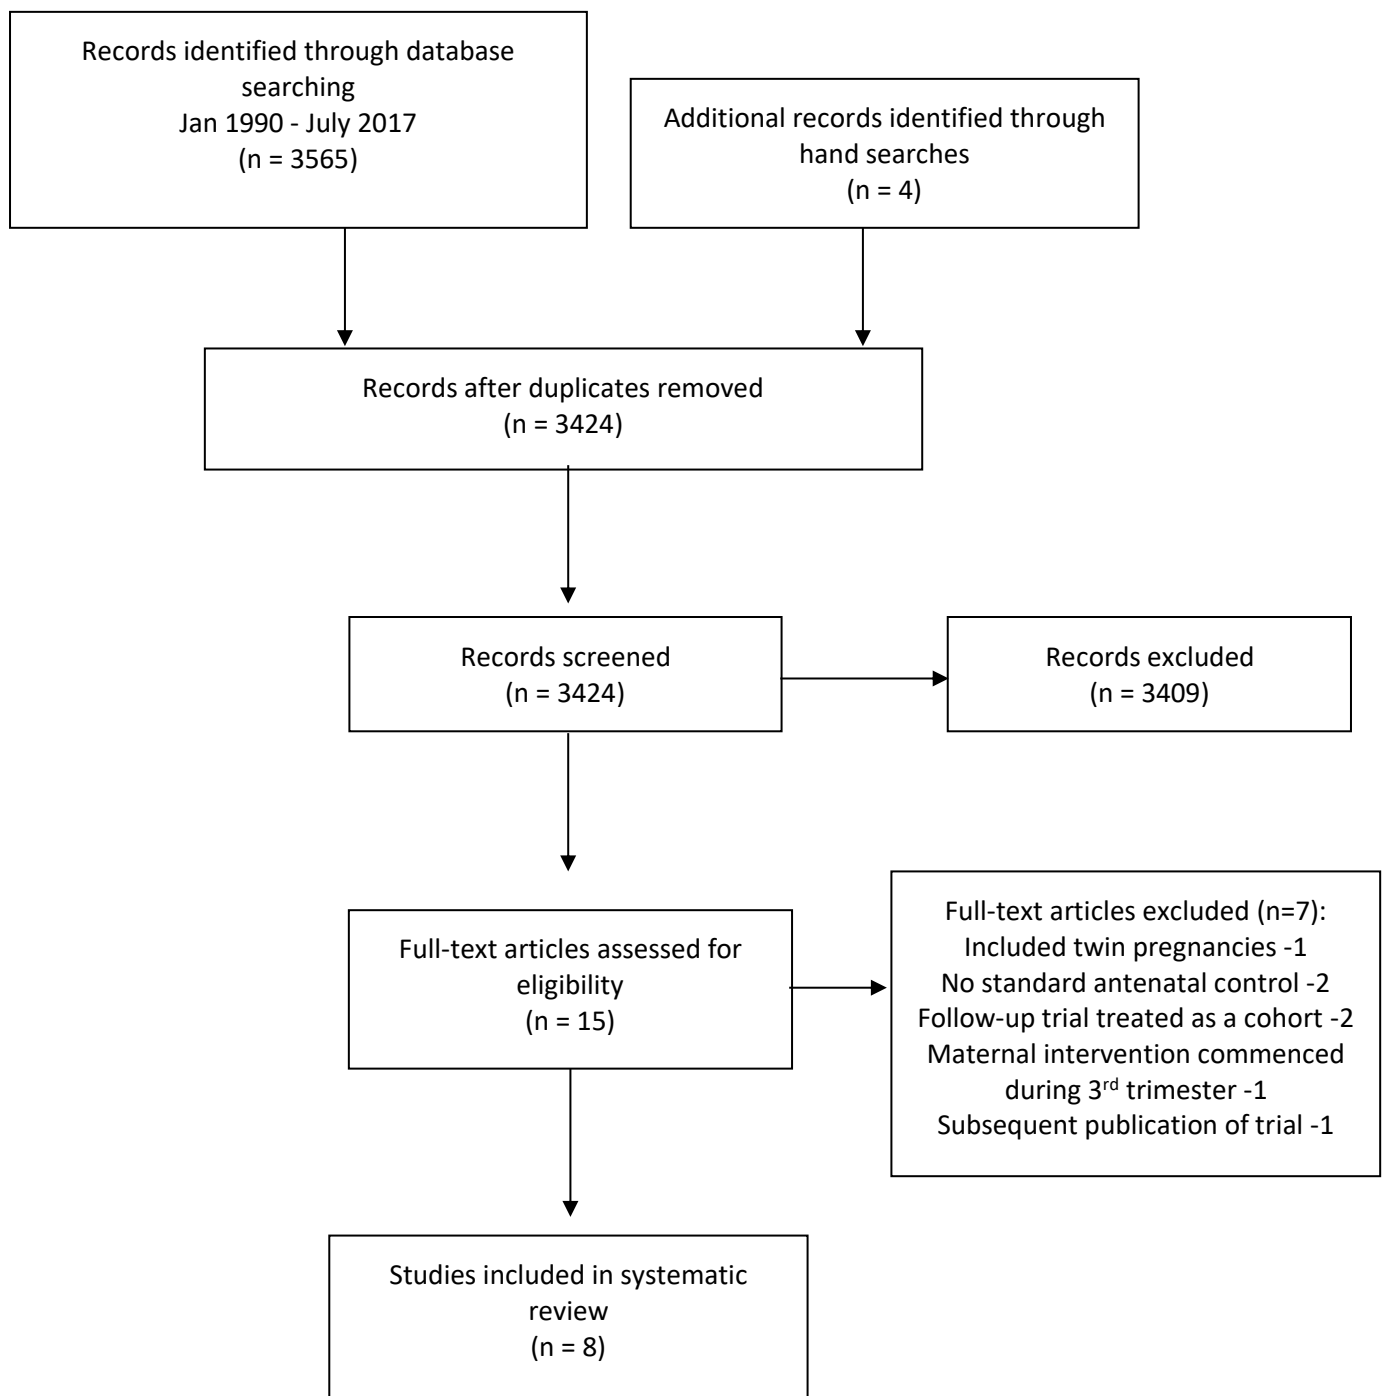 Records identified through database
searching
Jan 1990 - July 2017
(n = 3565)
Additional records identified through
hand searches
(n = 4)
Records after duplicates removed
(n = 3424)
Records screened
(n = 3424)
Records excluded
(n = 3409)
Full-text articles assessed for
eligibility
(n = 15)
Full-text articles excluded (n=7):
Included twin pregnancies -1
No standard antenatal control -2
Follow-up trial treated as a cohort -2
Maternal intervention commenced
during 3rd trimester -1
Subsequent publication of trial -1
Studies included in systematic
review
(n = 8)